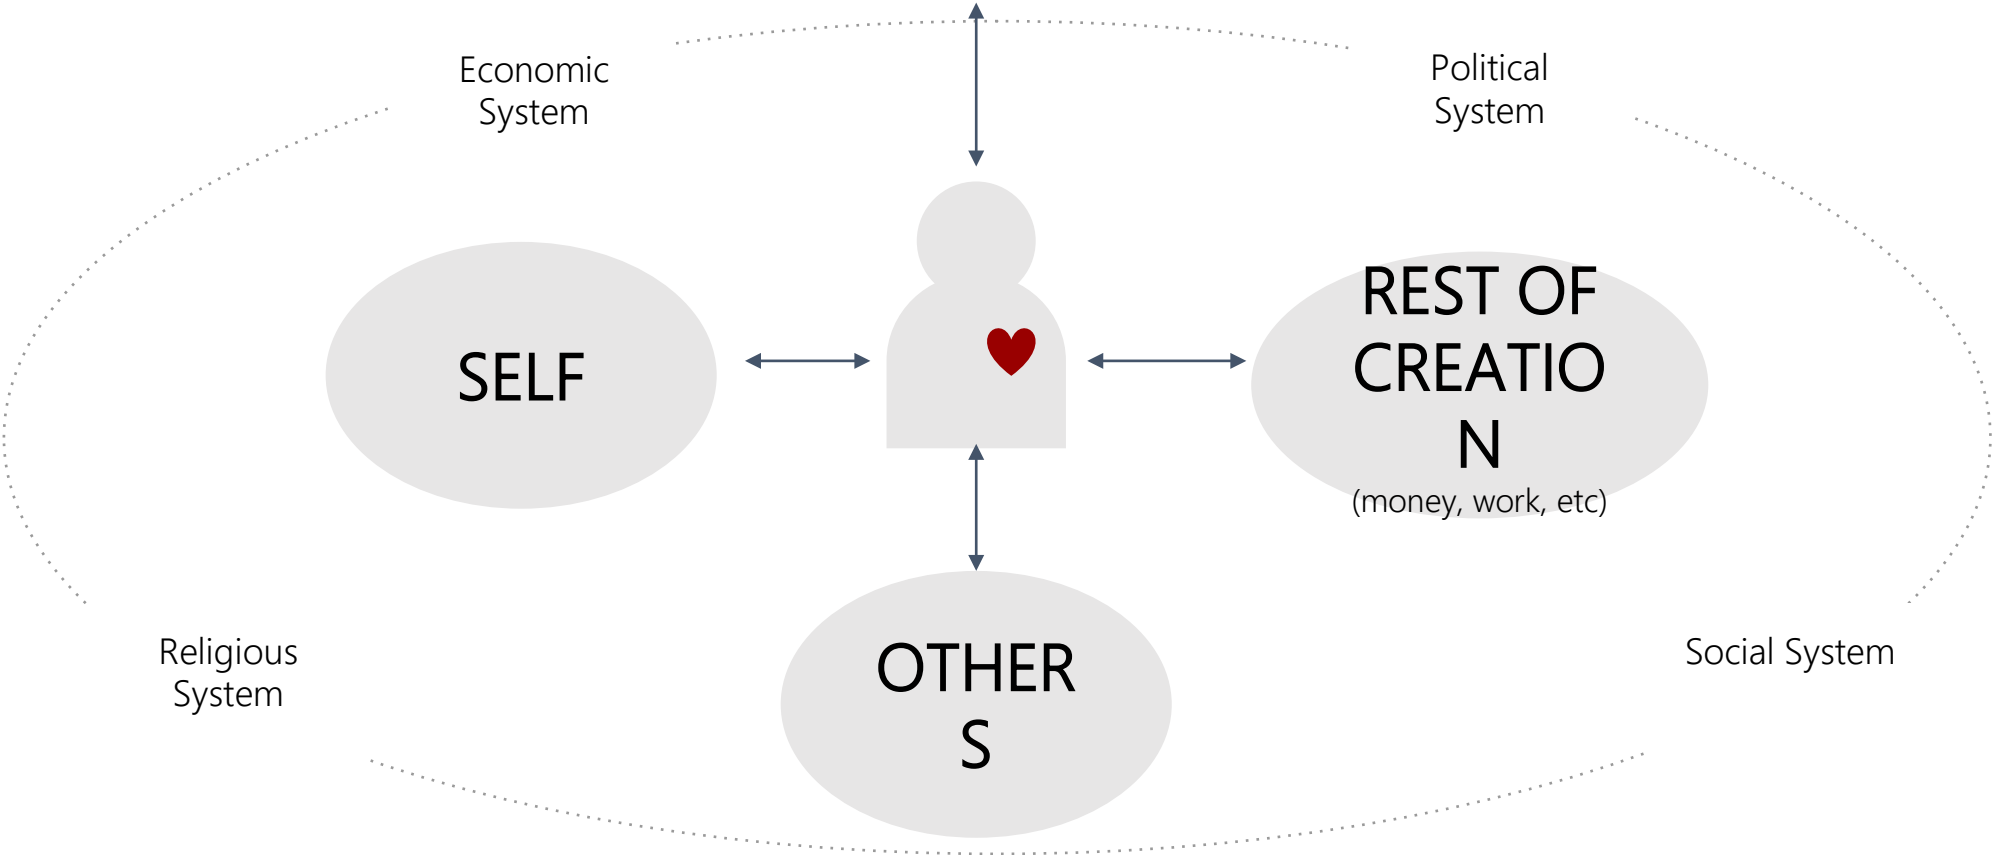 Economic
System
Political
System
SELF
REST OF
CREATIO
N
(money, work, etc)
OTHER
S
Religious
System
Social System